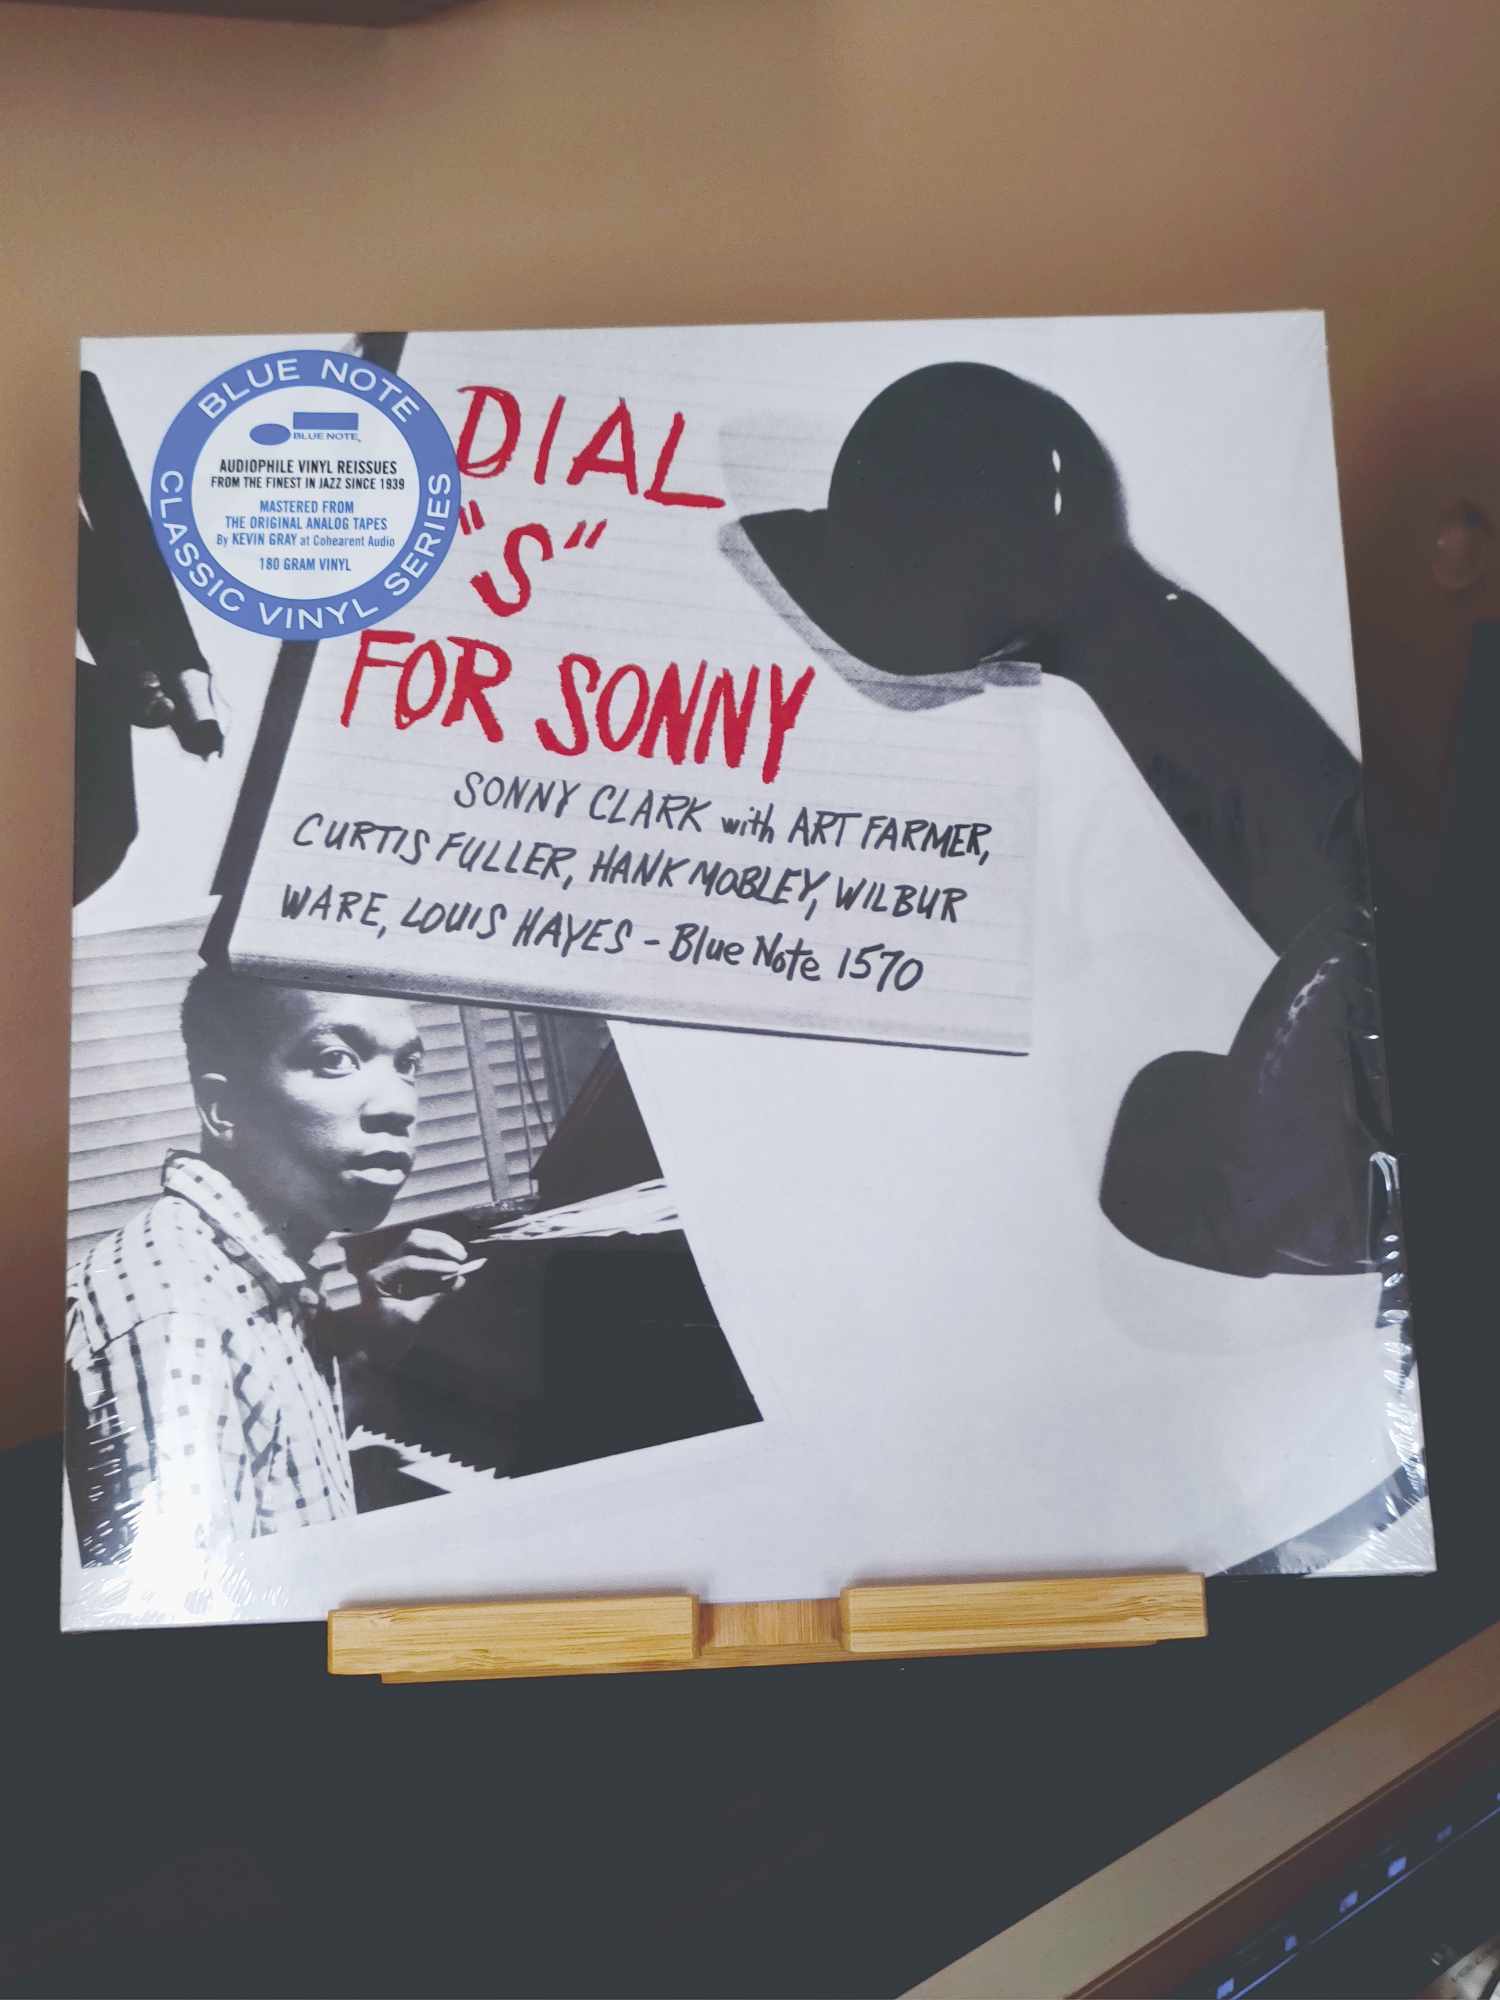 BLUE NOTE
BLUE NOTE
AUDIOPHILE VINYL REISSUES
FROM THE FINEST IN JAZZ SINCE 1939
MASTERED FROM
THE ORIGINAL ANALOG TAPES
By KEVIN GRAY at Cohearent Audio
180 GRAM VINYL
CLASSIC VINYL SERIES
DIAL
"S"
FOR SONNY
SONNY CLARK with ART FARMER,
CURTIS FULLER, HANK MOBLEY, WILBUR
WARE, LOUIS HAYES - Blue Note 1570